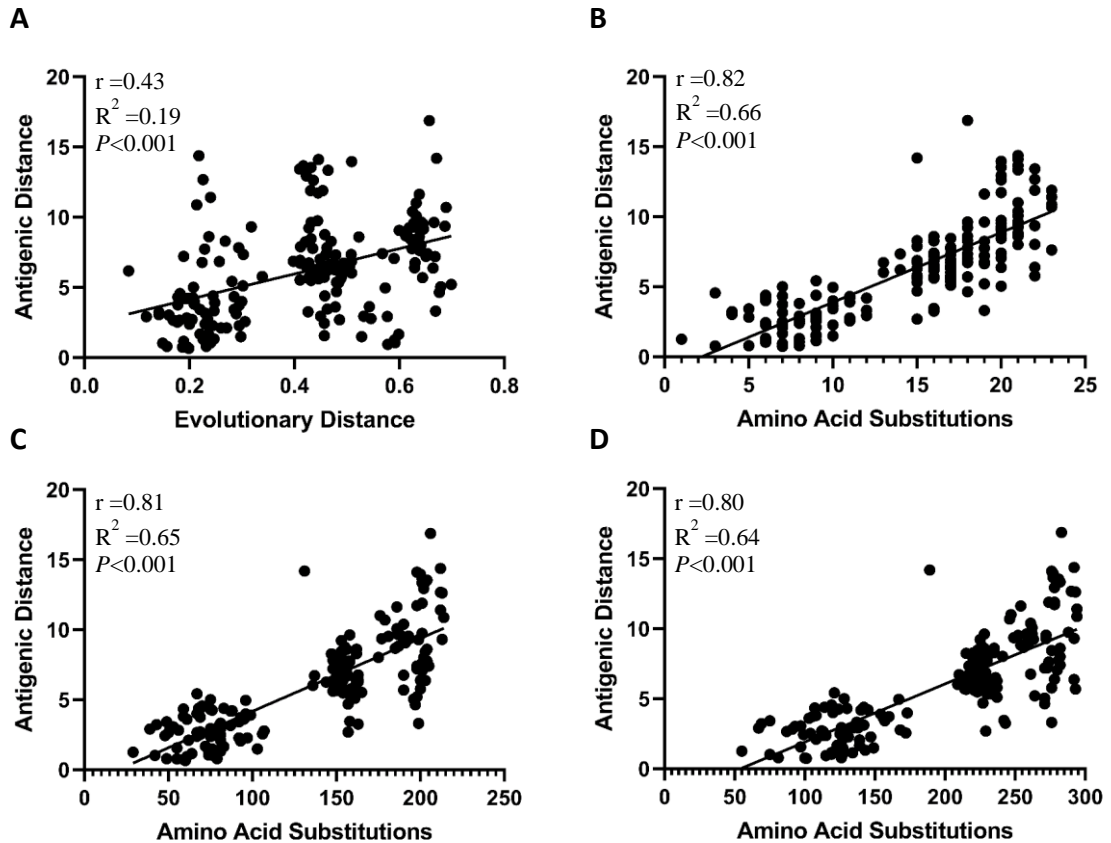 A
r =0.43
R² =0.19
P<0.001
20
15
10
5
0
Antigenic Distance
0.0 0.2 0.4 0.6 0.8
Evolutionary Distance
B
r =0.82
R² =0.66
P<0.001
20
15
10
5
0
Antigenic Distance
0 5 10 15 20 25
Amino Acid Substitutions
C
r =0.81
R² =0.65
P<0.001
20
15
10
5
0
Antigenic Distance
0 50 100 150 200 250
Amino Acid Substitutions
D
r =0.80
R² =0.64
P<0.001
20
15
10
5
0
Antigenic Distance
0 50 100 150 200 250 300
Amino Acid Substitutions